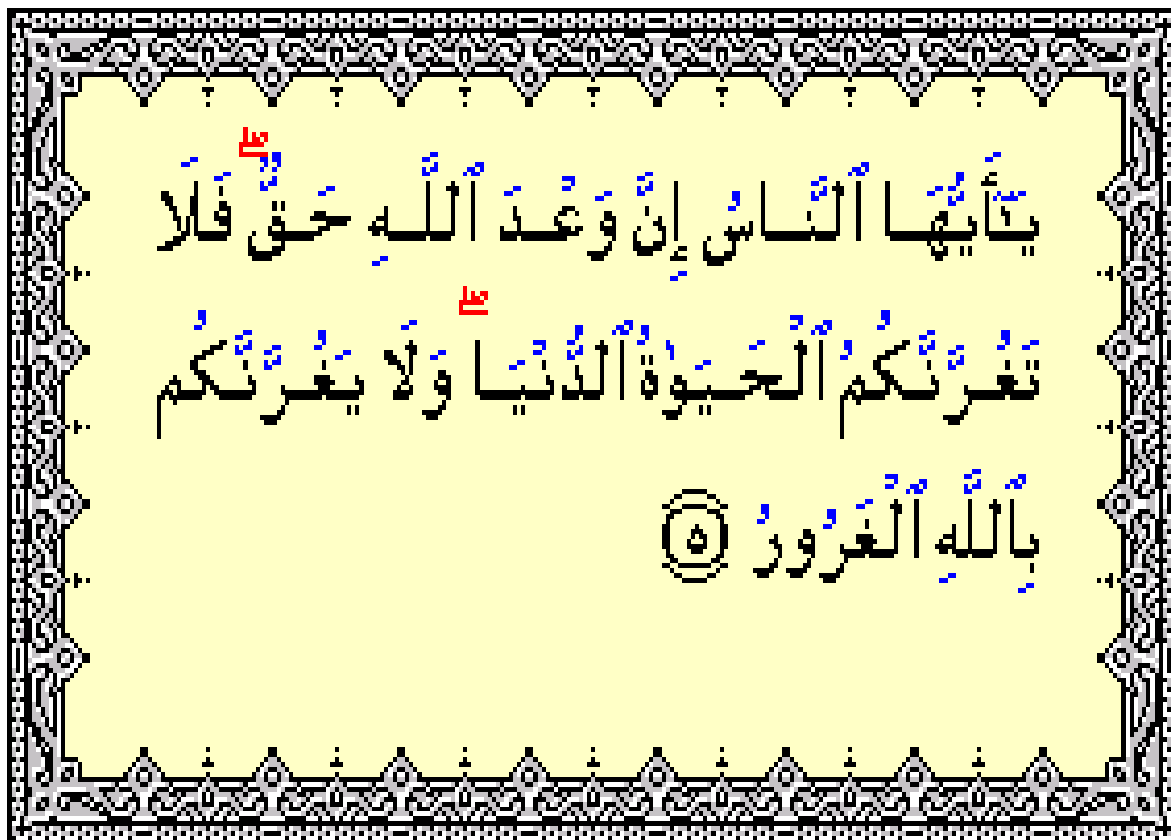 يَـٰٓأَيُّهَا ٱلنَّاسُ إِنَّ وَعْدَ ٱللَّهِ حَقٌّ ۖ فَلَا
تَغُرَّنَّكُمُ ٱلْحَيَوٰةُ ٱلدُّنْيَا ۖ وَلَا يَغُرَّنَّكُم
بِٱللَّهِ ٱلْغَرُورُ ٥